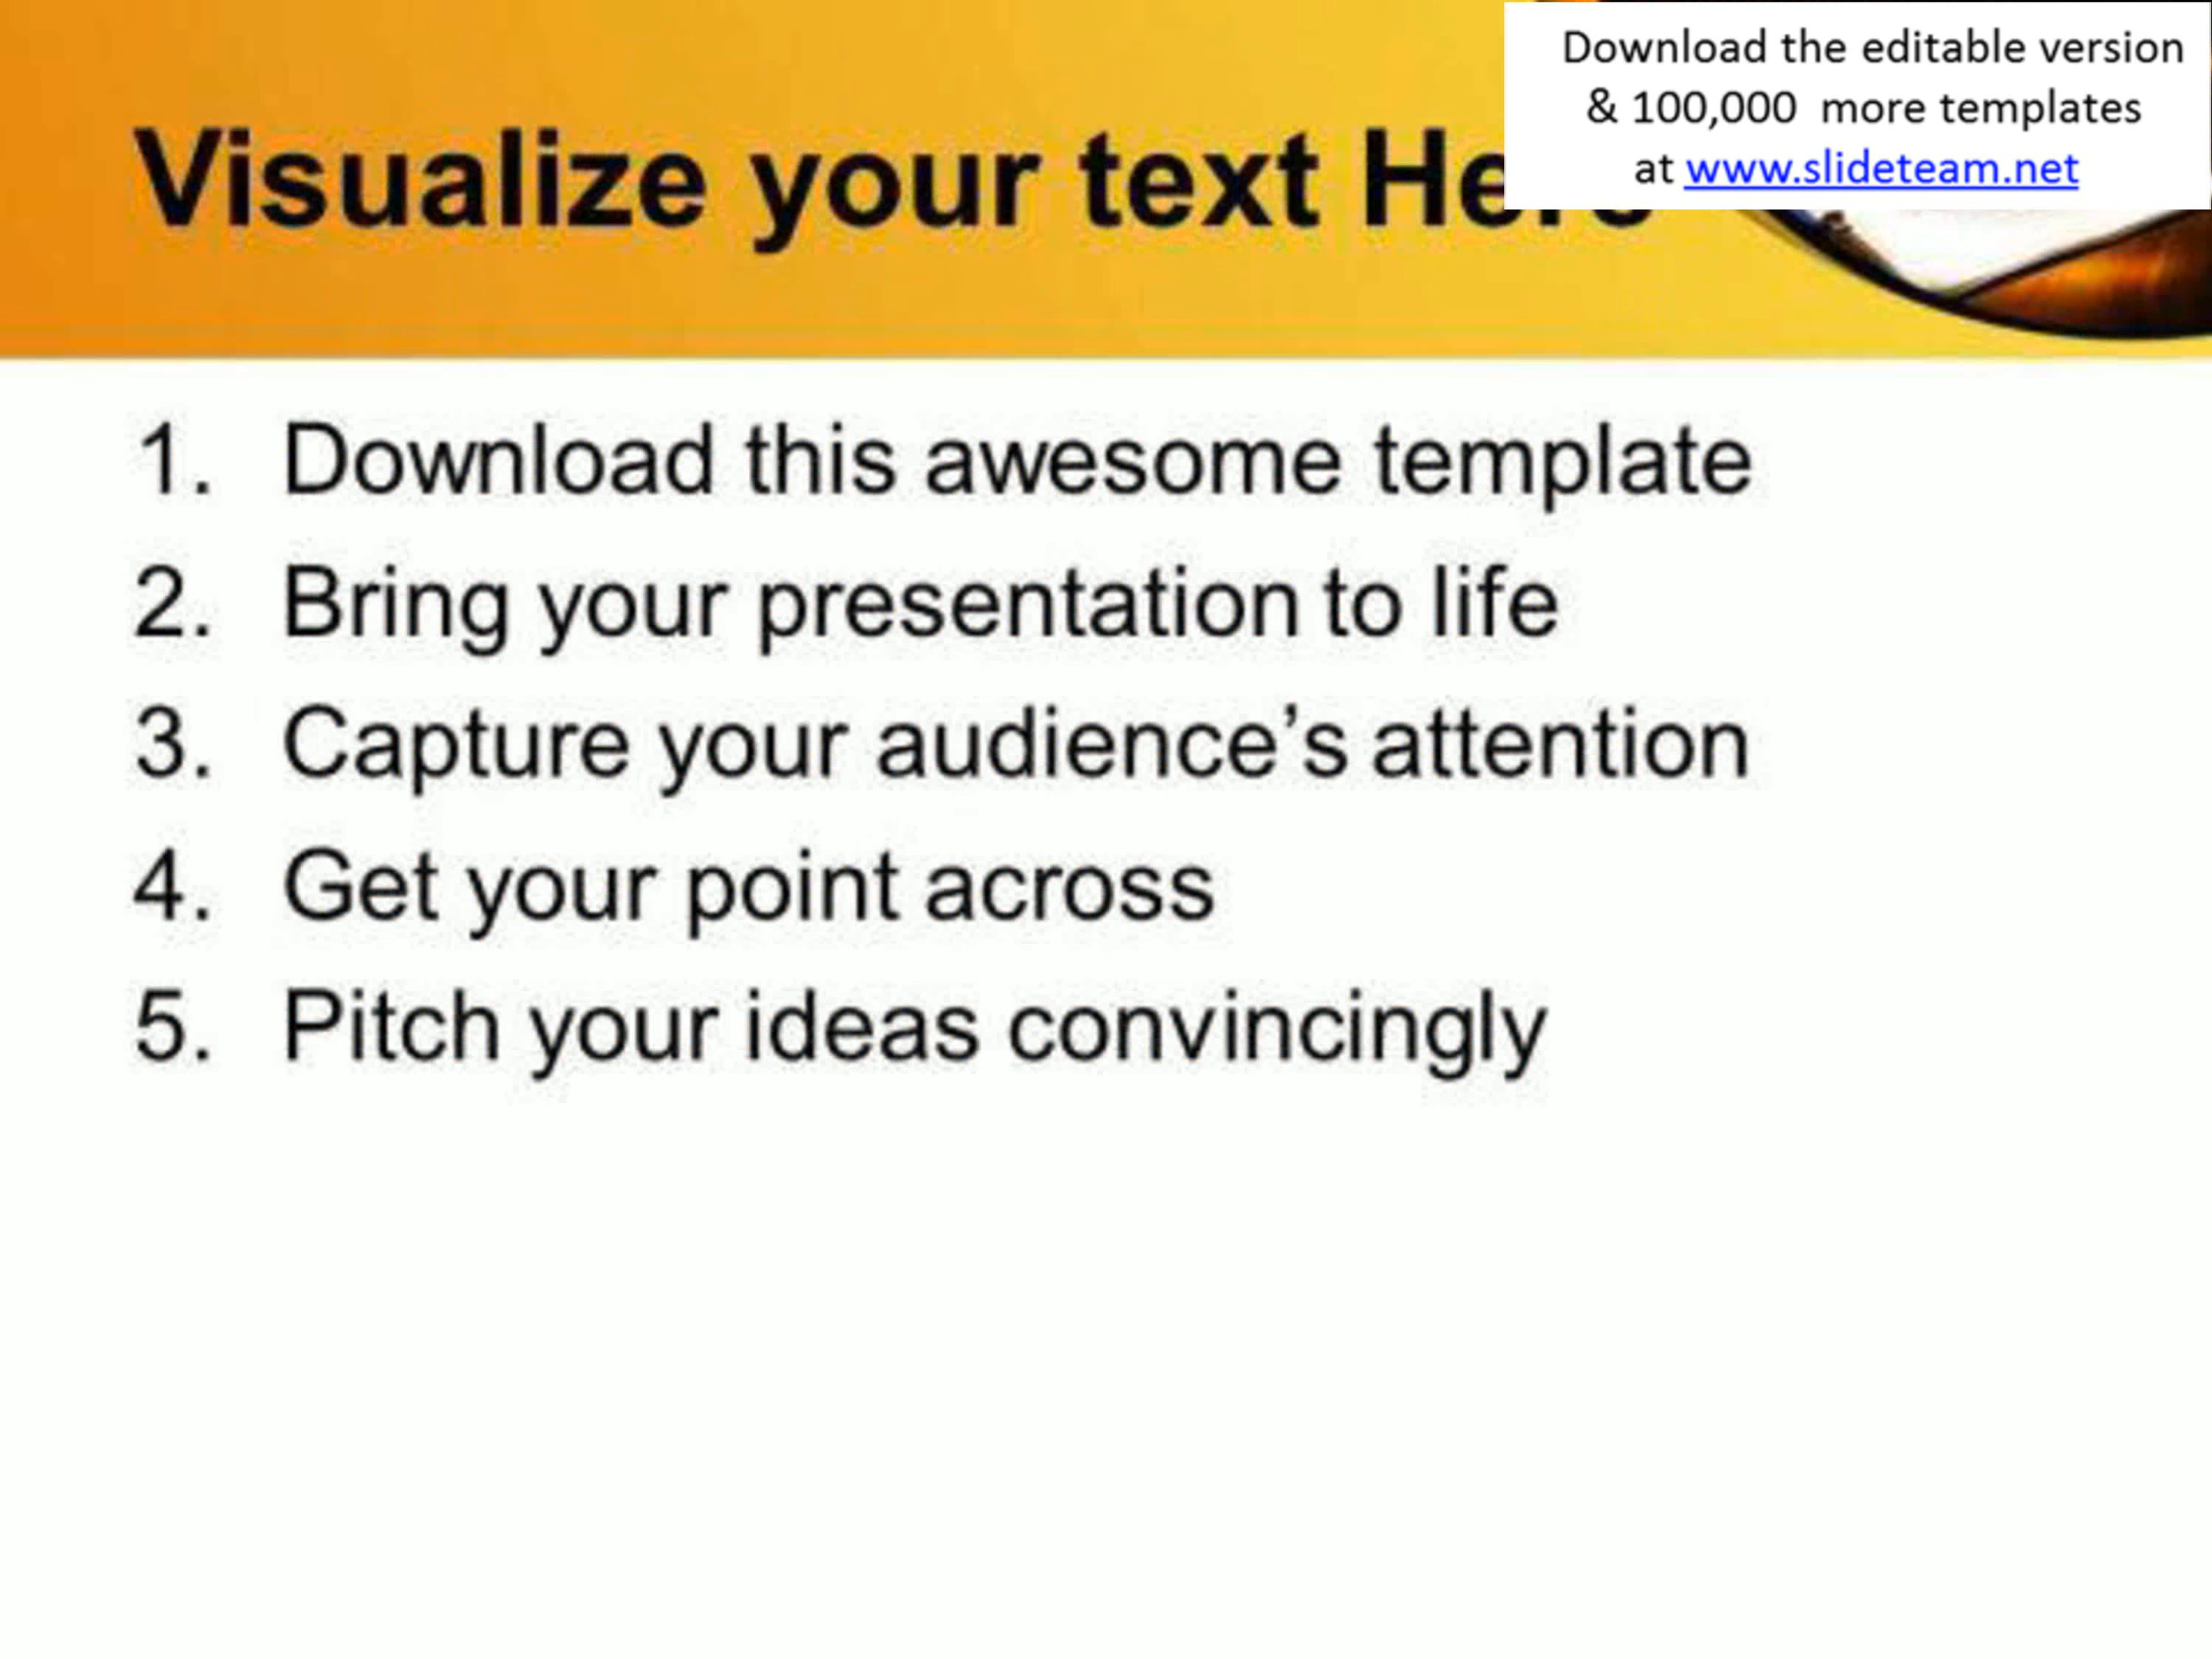 Download the editable version
& 100,000 more templates
at www.slideteam.net
Visualize your text Here
1. Download this awesome template
2. Bring your presentation to life
3. Capture your audience’s attention
4. Get your point across
5. Pitch your ideas convincingly